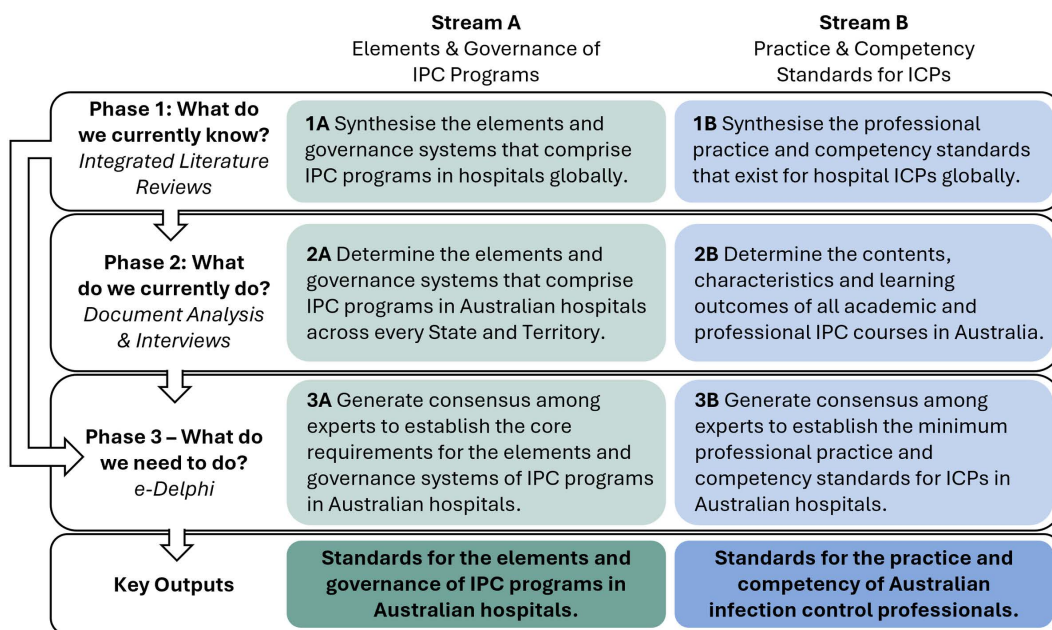 Stream A
Elements & Governance of
IPC Programs
Stream B
Practice & Competency
Standards for ICPs
Phase 1: What do
we currently know?
Integrated Literature
Reviews
1A Synthesise the elements and
governance systems that comprise
IPC programs in hospitals globally.
1B Synthesise the professional
practice and competency standards
that exist for hospital ICPs globally.
Phase 2: What
do we currently do?
Document Analysis
& Interviews
2A Determine the elements and
governance systems that comprise
IPC programs in Australian hospitals
across every State and Territory.
2B Determine the contents,
characteristics and learning
outcomes of all academic and
professional IPC courses in Australia.
Phase 3 – What do
we need to do?
e-Delphi
3A Generate consensus among
experts to establish the core
requirements for the elements and
governance systems of IPC programs
in Australian hospitals.
3B Generate consensus among
experts to establish the minimum
professional practice and
competency standards for ICPs in
Australian hospitals.
Key Outputs
Standards for the elements and
governance of IPC programs in
Australian hospitals.
Standards for the practice and
competency of Australian
infection control professionals.